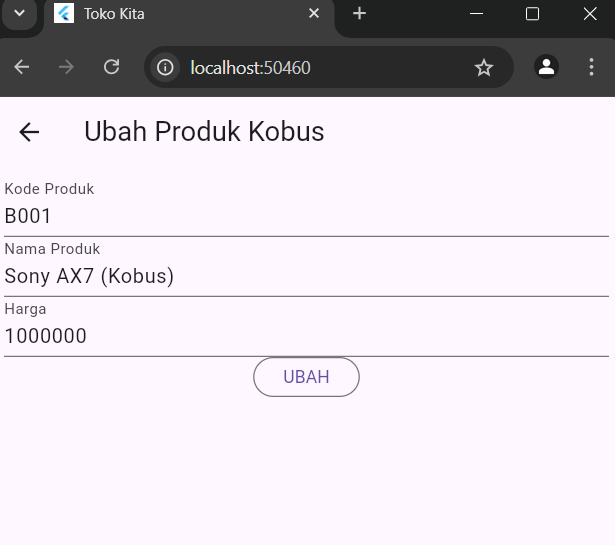 Toko Kita
localhost:50460
Ubah Produk Kobus
Kode Produk
B001
Nama Produk
Sony AX7 (Kobus)
Harga
1000000
UBAH